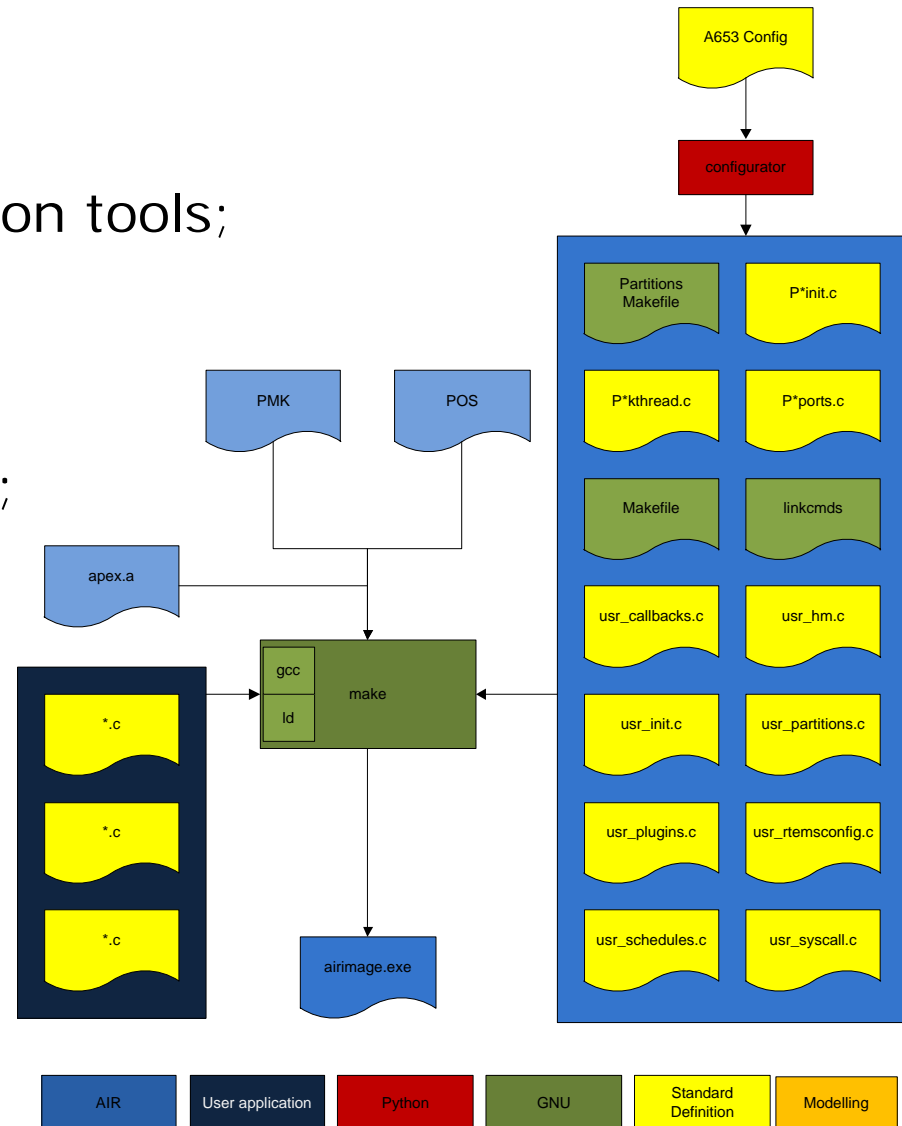 A653 Config
configurator
on tools;
Partitions
Makefile
P*init.c
PMK
POS
P*kthread.c
P*ports.c
;
Makefile
linkcmds
apex.a
usr_callbacks.c
usr_hm.c
gcc
make
ld
*.c
usr_init.c
usr_partitions.c
*.c
usr_plugins.c
usr_rtemsconfig.c
*.c
airimage.exe
usr_schedules.c
usr_syscall.c
AIR
User application
Python
GNU
Standard
Definition
Modelling